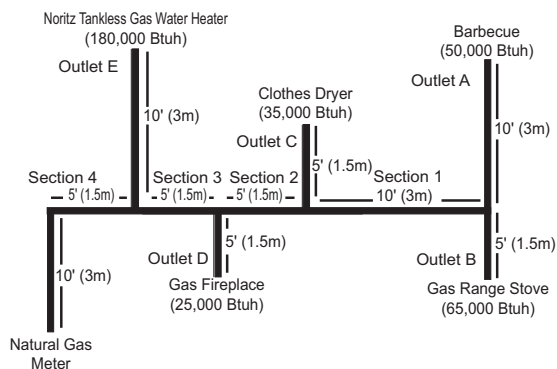 Noritz Tankless Gas Water Heater
(180,000 Btuh)
Outlet E
10' (3m)
Barbecue
(50,000 Btuh)
Outlet A
10' (3m)
Clothes Dryer
(35,000 Btuh)
Outlet C
5' (1.5m)
Section 4
5' (1.5m)
Section 3
5' (1.5m)
Section 2
5' (1.5m)
Section 1
10' (3m)
10' (3m)
Natural Gas
Meter
Outlet D
5' (1.5m)
Gas Fireplace
(25,000 Btuh)
Outlet B
5' (1.5m)
Gas Range Stove
(65,000 Btuh)